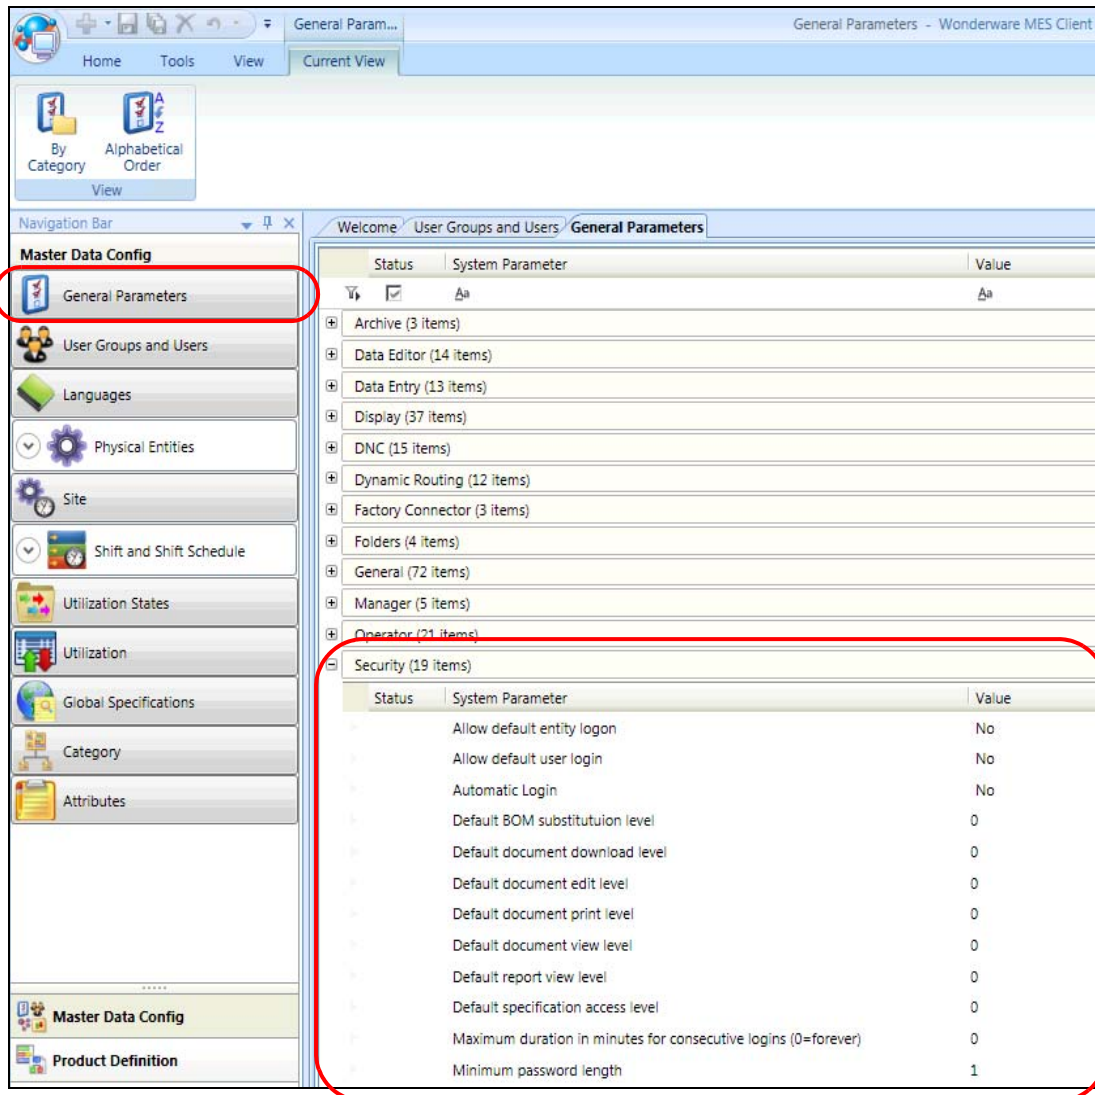 General Param...
General Parameters - Wonderware MES Client
Home Tools View Current View
By Category
Alphabetical Order
A
Z
View
Navigation Bar
Master Data Config
General Parameters
User Groups and Users
Languages
Physical Entities
Site
Shift and Shift Schedule
Utilization States
Utilization
Global Specifications
Category
Attributes
Master Data Config
Product Definition
Welcome User Groups and Users General Parameters
Status System Parameter Value
Aa Aa
Archive (3 items)
Data Editor (14 items)
Data Entry (13 items)
Display (37 items)
DNC (15 items)
Dynamic Routing (12 items)
Factory Connector (3 items)
Folders (4 items)
General (72 items)
Manager (5 items)
Operator (21 items)
Security (19 items)
Status System Parameter Value
Allow default entity logon No
Allow default user login No
Automatic Login No
Default BOM substitutuion level 0
Default document download level 0
Default document edit level 0
Default document print level 0
Default document view level 0
Default report view level 0
Default specification access level 0
Maximum duration in minutes for consecutive logins (0=forever) 0
Minimum password length 1